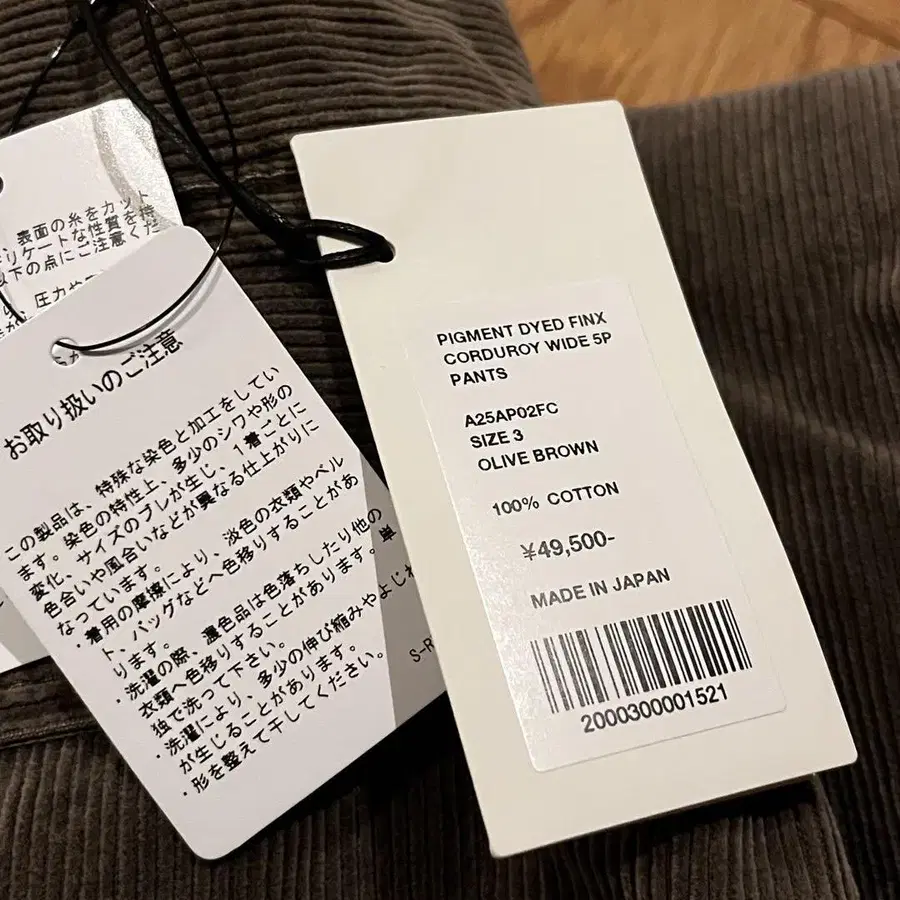 表面の糸をカット
リケートな性質を持
以下の点にご注意くだ
圧力や
お取り扱いのご注意
この製品は、特殊な染色と加工をしてい
ます。染色の特性上、多少のシワや形の
変化、サイズのブレが生じ、1着ごとに
色合いや風合いなどが異なる仕上がりに
なっています。
・着用の摩擦により、淡色の衣類やベル
ト、バッグなどへ色移りすることがあ
ります。
・洗濯の際、濃色品は色落ちしたり他の
衣類へ色移りすることがあります。単
独で洗って下さい。
・洗濯により、多少の伸び縮みやよじれ
が生じることがあります。
・形を整えて干してください。
S-R
PIGMENT DYED FINX
CORDUROY WIDE 5P
PANTS
A25AP02FC
SIZE 3
OLIVE BROWN
100% COTTON
¥49,500-
MADE IN JAPAN
2000300001521